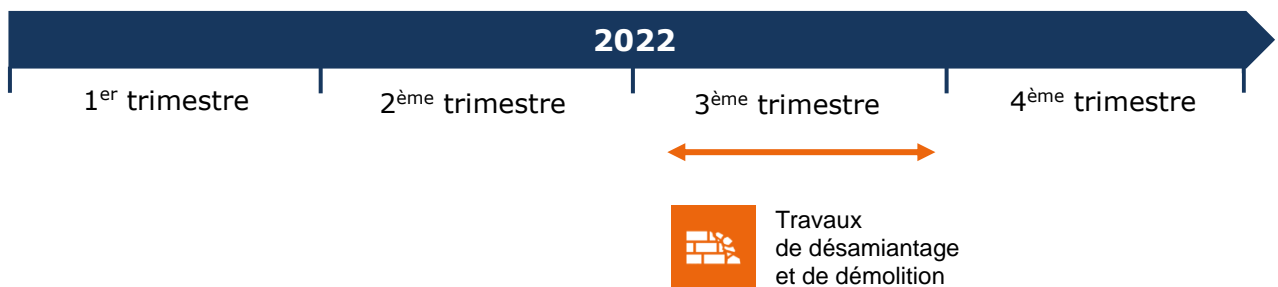 2022
1er trimestre
2ème trimestre
3ème trimestre
4ème trimestre
Travaux
de désamiantage
et de démolition